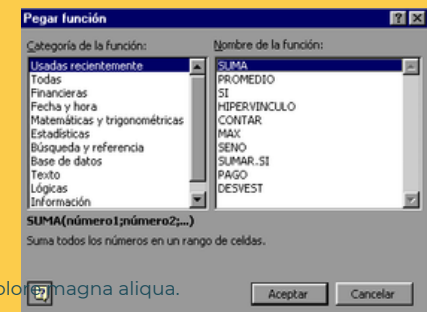 Pegar función
Categoría de la función:
Usadas recientemente
Todas
Financieras
Fecha y hora
Matemáticas y trigonométricas
Estadísticas
Búsqueda y referencia
Base de datos
Texto
Lógicas
Información
Nombre de la función:
SUMA
PROMEDIO
SI
HIPERVINCULO
CONTAR
MAX
SENO
SUMAR.SI
PAGO
DESVEST
SUMA(número1;número2;...)
Suma todos los números en un rango de celdas.
magna aliqua.
Aceptar
Cancelar